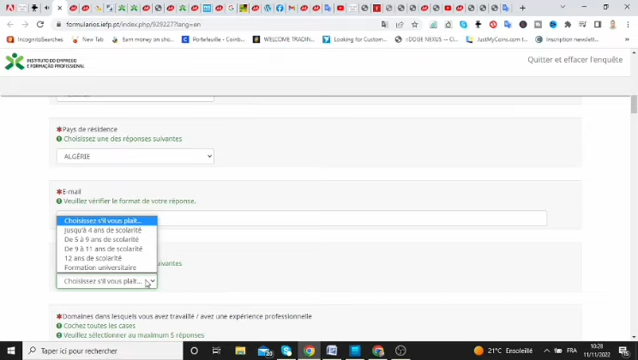 formularios.iefp.pt/index.php/929227?lang=en
IncognitoSearches
New Tab
Earn money on sho...
Portefeuille - Coinb...
WELCOME TRADIN...
Looking for Custom...
JustMyCoins.com I...
Inscription newslett...
INSTITUTO DO EMPREGO
E FORMAÇÃO PROFISSIONAL
Quitter et effacer l'enquête
*Pays de résidence
Choisissez une des réponses suivantes
ALGÉRIE
*E-mail
Veuillez vérifier le format de votre réponse.
Choisissez s'il vous plaît...
Jusqu'à 4 ans de scolarité
De 5 à 9 ans de scolarité
De 9 à 11 ans de scolarité
12 ans de scolarité
Formation universitaire
suivantes
Choisissez s'il vous plaît...
*Domaines dans lesquels vous avez travaillé / avez une expérience professionnelle
Cochez toutes les cases
Veuillez sélectionner au maximum 5 réponses
Taper ici pour rechercher
21°C Ensoleillé
FRA
10:28
11/11/2022